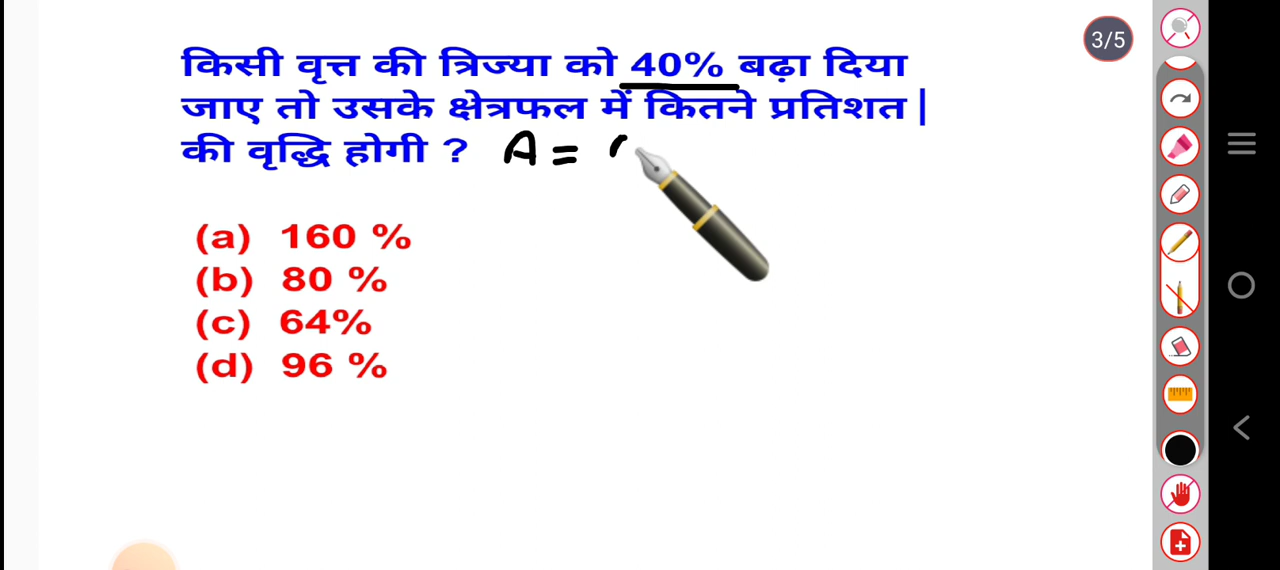 किसी वृत्त की त्रिज्या को 40% बढ़ा दिया
जाए तो उसके क्षेत्रफल में कितने प्रतिशत |
की वृद्धि होगी ? A =
(a) 160 %
(b) 80 %
(c) 64%
(d) 96 %
3/5